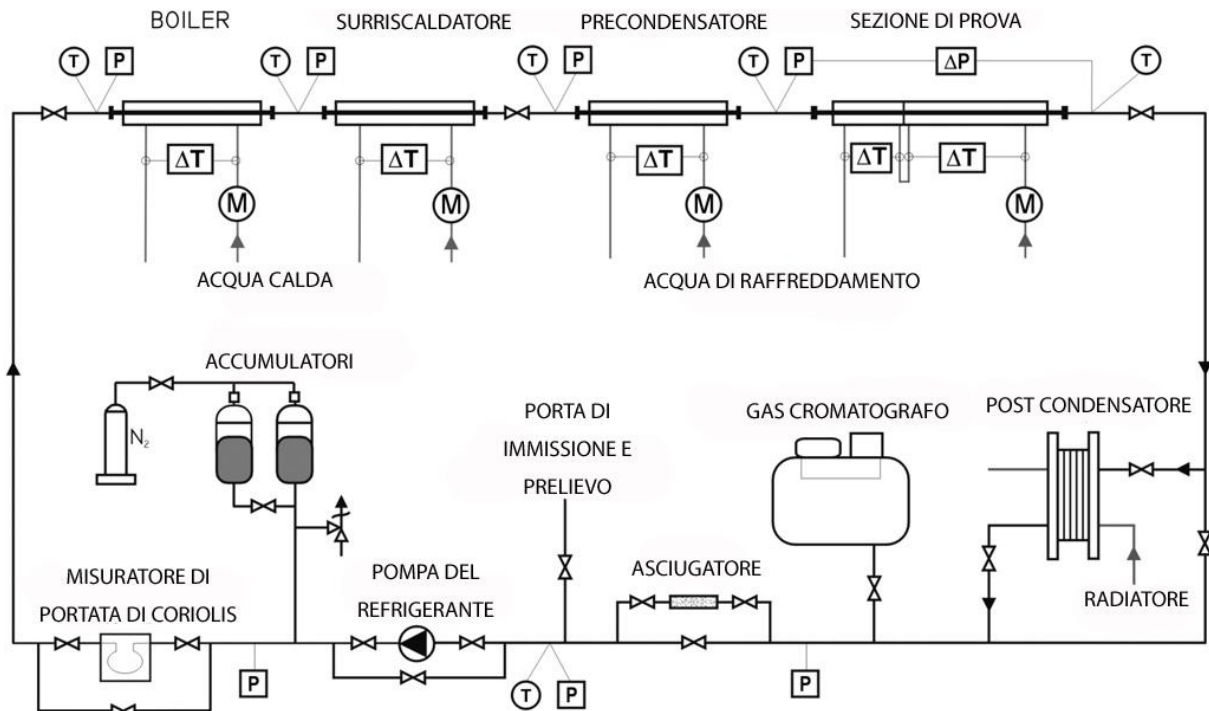 BOILER
SURRISCALDATORE
PRECONDENSATORE
SEZIONE DI PROVA
T P T P T P T P ΔP T
ΔT ΔT ΔT ΔT ΔT
M M M M
ACQUA CALDA
ACQUA DI RAFFREDDAMENTO
ACCUMULATORI
N₂
PORTA DI
IMMISSIONE E
PRELIEVO
GAS CROMATOGRAFO
POST CONDENSATORE
MISURATORE DI
PORTATA DI CORIOLIS
POMPA DEL
REFRIGERANTE
ASCIUGATORE
RADIATORE
P T P P